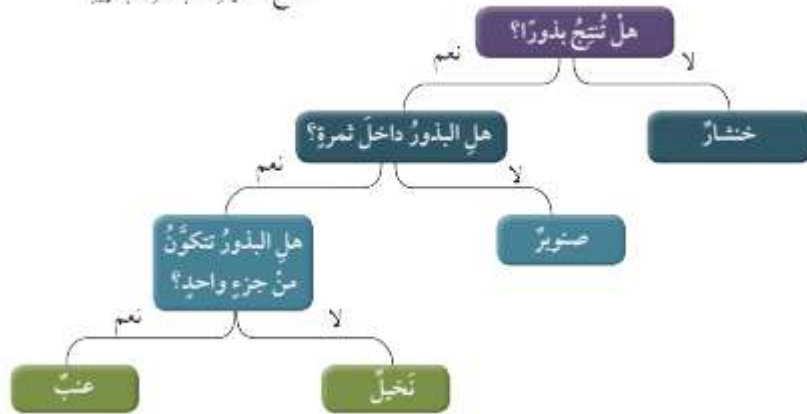 هلْ تُنتِجُ بذورًا؟
نعم
لا
هلِ البذورُ داخلَ ثمرةٍ؟
خنشارٌ
نعم
لا
هلِ البذورُ تتكوَّنُ
منْ جزءٍ واحدٍ؟
صنوبرٌ
نعم
لا
عنبٌ
نَخيلٌ